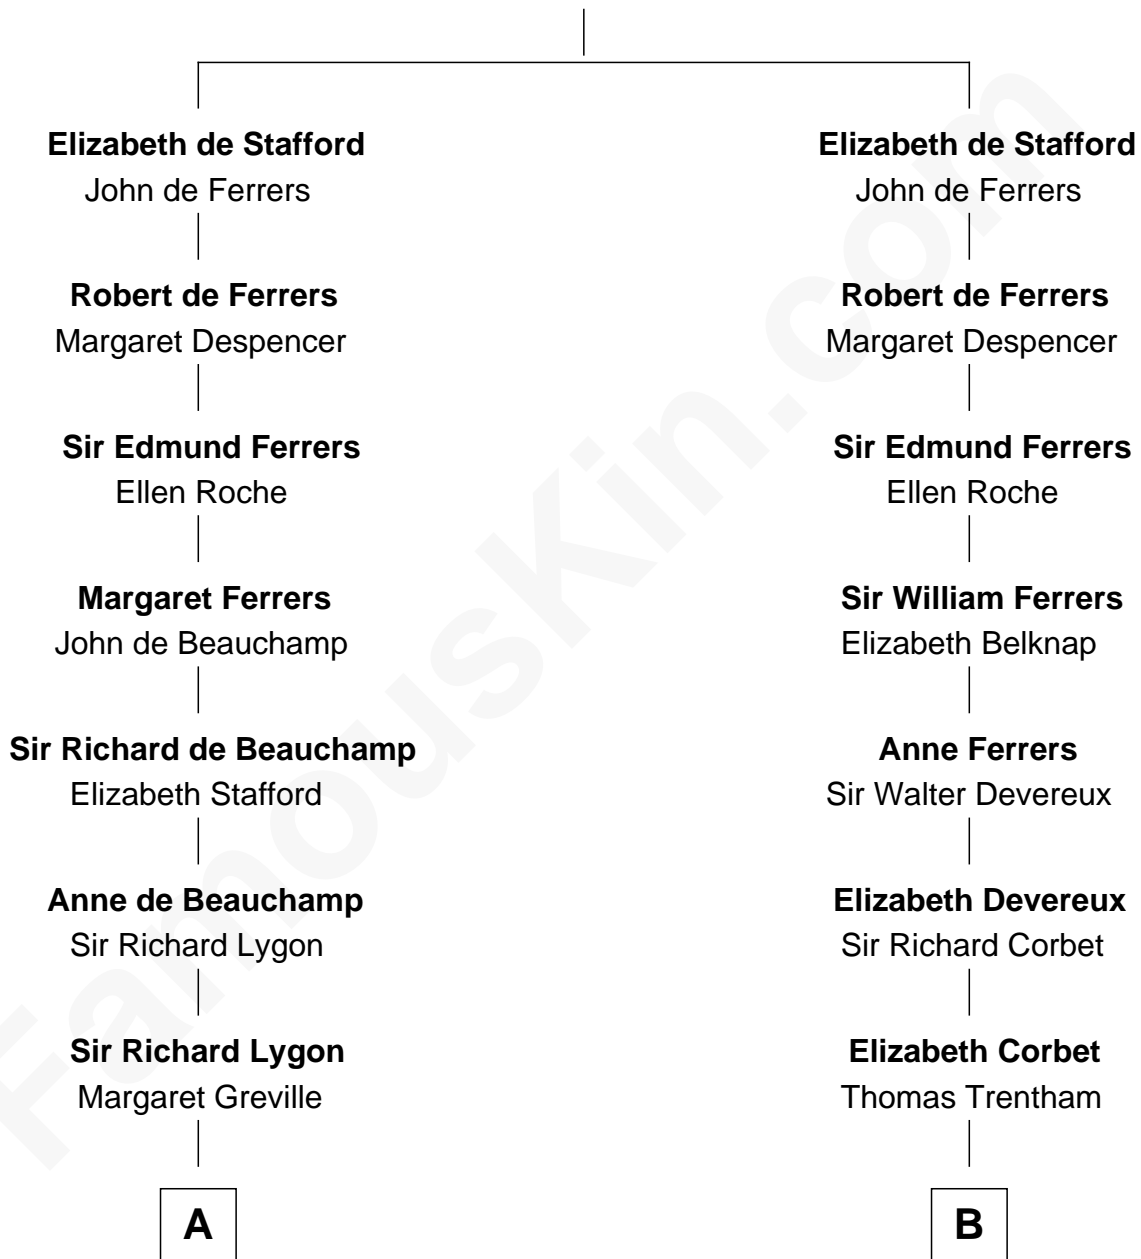 Elizabeth de Stafford
John de Ferrers
Robert de Ferrers
Margaret Despencer
Sir Edmund Ferrers
Ellen Roche
Margaret Ferrers
John de Beauchamp
Sir Richard de Beauchamp
Elizabeth Stafford
Anne de Beauchamp
Sir Richard Lygon
Sir Richard Lygon
Margaret Greville
A
Elizabeth de Stafford
John de Ferrers
Robert de Ferrers
Margaret Despencer
Sir Edmund Ferrers
Ellen Roche
Sir William Ferrers
Elizabeth Belknap
Anne Ferrers
Sir Walter Devereux
Elizabeth Devereux
Sir Richard Corbet
Elizabeth Corbet
Thomas Trentham
B
FamousKin.com